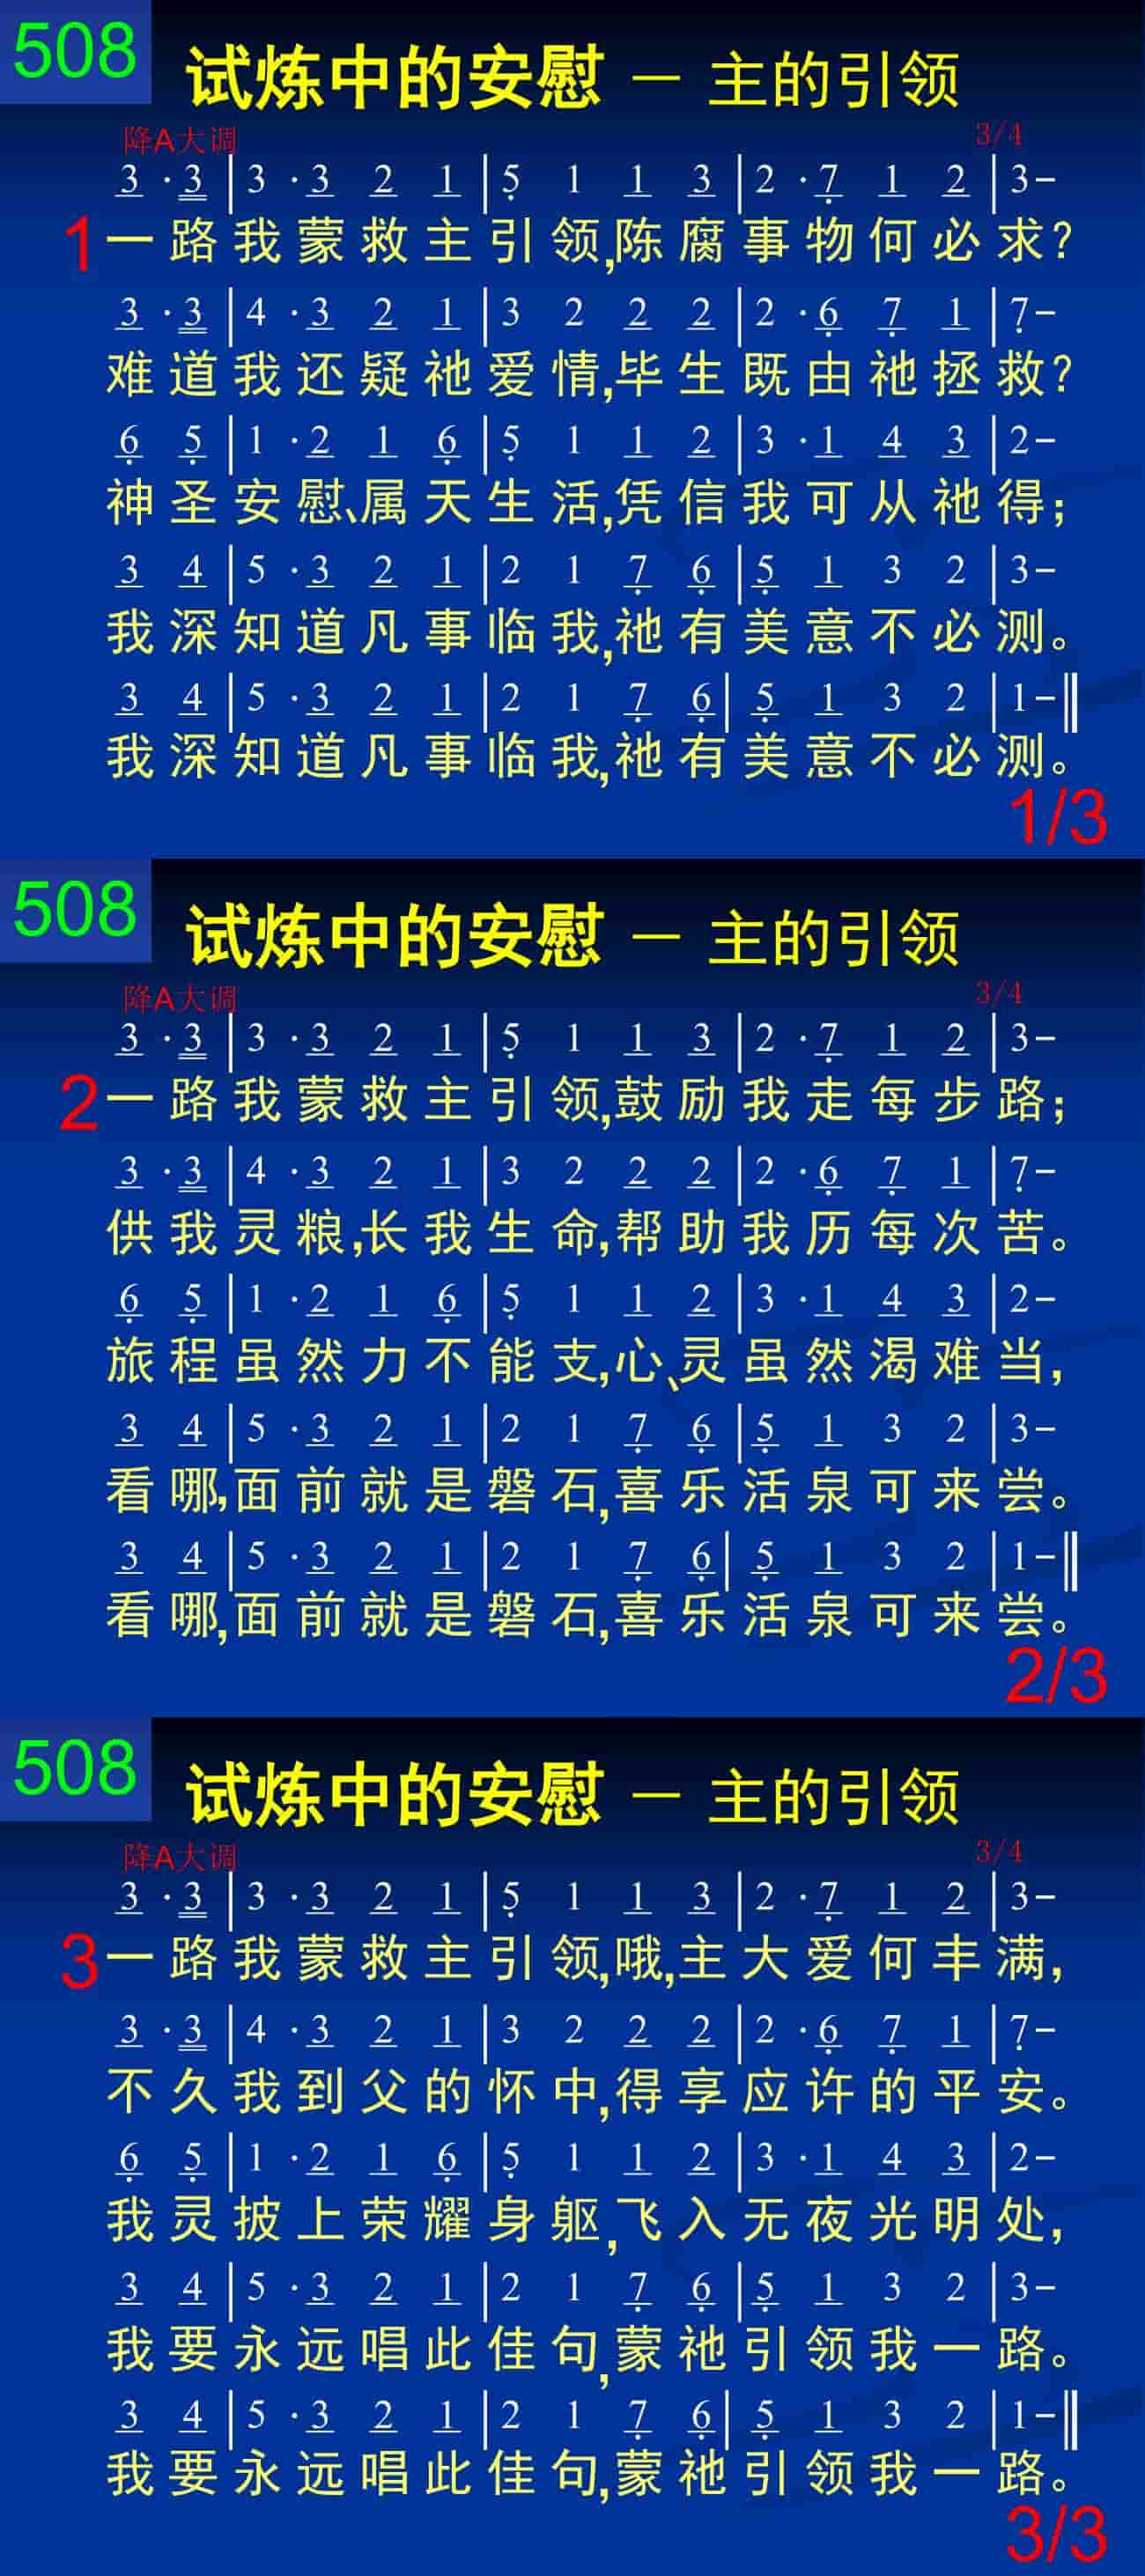 508
试炼中的安慰 — 主的引领
降A大调 3/4
3 · 3 | 3 · 3 2 1 | 5 1 1 3 | 2 · 7 1 2 | 3 -
1 一路我蒙救主引领,陈腐事物何必求?
3 · 3 | 4 · 3 2 1 | 3 2 2 2 | 2 · 6 7 1 | 7 -
难道我还疑祂爱情,毕生既由祂拯救?
6 5 | 1 · 2 1 6 | 5 1 1 2 | 3 · 1 4 3 | 2 -
神圣安慰、属天生活,凭信我可从祂得;
3 4 | 5 · 3 2 1 | 2 1 7 6 | 5 1 3 2 | 3 -
我深知道凡事临我,祂有美意不必测。
3 4 | 5 · 3 2 1 | 2 1 7 6 | 5 1 3 2 | 1 - ‖
我深知道凡事临我,祂有美意不必测。
1/3
508
试炼中的安慰 — 主的引领
降A大调 3/4
3 · 3 | 3 · 3 2 1 | 5 1 1 3 | 2 · 7 1 2 | 3 -
2 一路我蒙救主引领,鼓励我走每步路;
3 · 3 | 4 · 3 2 1 | 3 2 2 2 | 2 · 6 7 1 | 7 -
供我灵粮,长我生命,帮助我历每次苦。
6 5 | 1 · 2 1 6 | 5 1 1 2 | 3 · 1 4 3 | 2 -
旅程虽然力不能支,心、灵虽然渴难当,
3 4 | 5 · 3 2 1 | 2 1 7 6 | 5 1 3 2 | 3 -
看哪,面前就是磐石,喜乐活泉可来尝。
3 4 | 5 · 3 2 1 | 2 1 7 6 | 5 1 3 2 | 1 - ‖
看哪,面前就是磐石,喜乐活泉可来尝。
2/3
508
试炼中的安慰 — 主的引领
降A大调 3/4
3 · 3 | 3 · 3 2 1 | 5 1 1 3 | 2 · 7 1 2 | 3 -
3 一路我蒙救主引领,哦,主大爱何丰满,
3 · 3 | 4 · 3 2 1 | 3 2 2 2 | 2 · 6 7 1 | 7 -
不久我到父的怀中,得享应许的平安。
6 5 | 1 · 2 1 6 | 5 1 1 2 | 3 · 1 4 3 | 2 -
我灵披上荣耀身躯,飞入无夜光明处,
3 4 | 5 · 3 2 1 | 2 1 7 6 | 5 1 3 2 | 3 -
我要永远唱此佳句,蒙祂引领我一路。
3 4 | 5 · 3 2 1 | 2 1 7 6 | 5 1 3 2 | 1 - ‖
我要永远唱此佳句,蒙祂引领我一路。
3/3